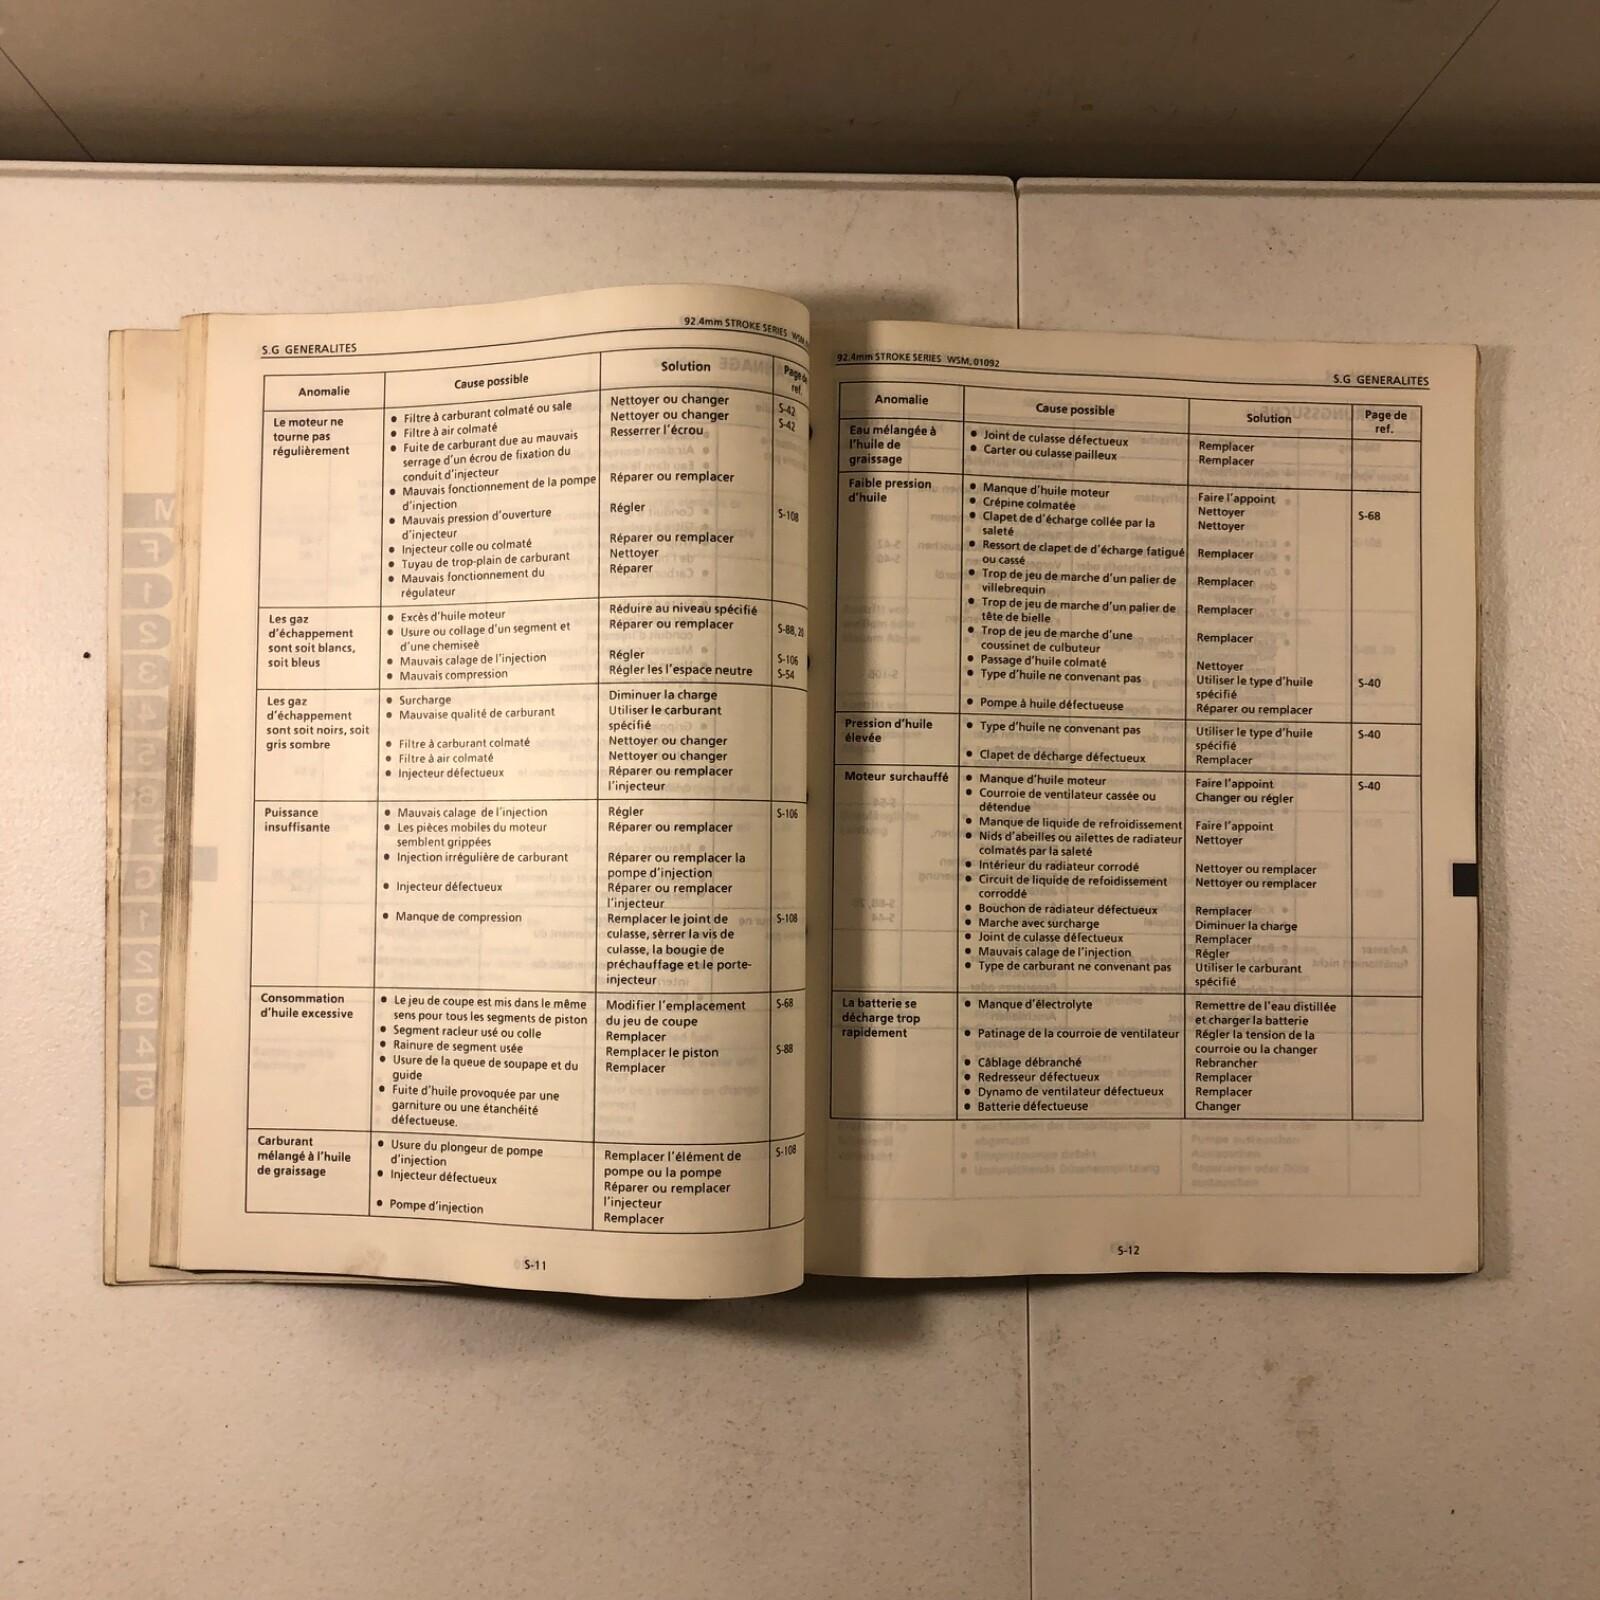 92.4mm STROKE SERIES
S.G GENERALITES
Anomalie
Cause possible
Solution
Page de
ref.
Le moteur ne
tourne pas
régulièrement
● Filtre à carburant colmaté ou sale
● Filtre à air colmaté
● Fuite de carburant due au mauvais
serrage d'un écrou de fixation du
conduit d'injecteur
● Mauvais fonctionnement de la pompe
d'injection
● Mauvais pression d'ouverture
d'injecteur
● Injecteur colle ou colmaté
● Tuyau de trop-plain de carburant
● Mauvais fonctionnement du
régulateur
Nettoyer ou changer
Nettoyer ou changer
Resserrer l'écrou
Réparer ou remplacer
Régler
Réparer ou remplacer
Nettoyer
Réparer
S-42
S-42
S-108
Les gaz
d'échappement
sont soit blancs,
soit bleus
● Excès d'huile moteur
● Usure ou collage d'un segment et
d'une chemiseè
● Mauvais calage de l'injection
● Mauvais compression
Réduire au niveau spécifié
Réparer ou remplacer
Régler
Régler les l'espace neutre
S-88, 20
S-106
S-54
Les gaz
d'échappement
sont soit noirs, soit
gris sombre
● Surcharge
● Mauvaise qualité de carburant
● Filtre à carburant colmaté
● Filtre à air colmaté
● Injecteur défectueux
Diminuer la charge
Utiliser le carburant
spécifié
Nettoyer ou changer
Nettoyer ou changer
Réparer ou remplacer
l'injecteur
Puissance
insuffisante
● Mauvais calage de l'injection
● Les pièces mobiles du moteur
semblent grippées
● Injection irrégulière de carburant
● Injecteur défectueux
● Manque de compression
Régler
Réparer ou remplacer
Réparer ou remplacer la
pompe d'injection
Réparer ou remplacer
l'injecteur
Remplacer le joint de
culasse, sèrrer la vis de
culasse, la bougie de
préchauffage et le porte-
injecteur
S-106
S-108
Consommation
d'huile excessive
● Le jeu de coupe est mis dans le même
sens pour tous les segments de piston
● Segment racleur usé ou colle
● Rainure de segment usée
● Usure de la queue de soupape et du
guide
● Fuite d'huile provoquée par une
garniture ou une étanchéité
défectueuse.
Modifier l'emplacement
du jeu de coupe
Remplacer
Remplacer le piston
Remplacer
S-68
S-88
Carburant
mélangé à l'huile
de graissage
● Usure du plongeur de pompe
d'injection
● Injecteur défectueux
● Pompe d'injection
Remplacer l'élément de
pompe ou la pompe
Réparer ou remplacer
l'injecteur
Remplacer
S-108
S-11
92.4mm STROKE SERIES WSM, 01092
S.G GENERALITES
Anomalie
Cause possible
Solution
Page de
ref.
Eau mélangée à
l'huile de
graissage
● Joint de culasse défectueux
● Carter ou culasse pailleux
Remplacer
Remplacer
Faible pression
d'huile
● Manque d'huile moteur
● Crépine colmatée
● Clapet de d'écharge collée par la
saleté
● Ressort de clapet de d'écharge fatigué
ou cassé
● Trop de jeu de marche d'un palier de
villebrequin
● Trop de jeu de marche d'un palier de
tête de bielle
● Trop de jeu de marche d'une
coussinet de culbuteur
● Passage d'huile colmaté
● Type d'huile ne convenant pas
● Pompe à huile défectueuse
Faire l'appoint
Nettoyer
Nettoyer
Remplacer
Remplacer
Remplacer
Remplacer
Nettoyer
Utiliser le type d'huile
spécifié
Réparer ou remplacer
S-68
S-40
Pression d'huile
élevée
● Type d'huile ne convenant pas
● Clapet de décharge défectueux
Utiliser le type d'huile
spécifié
Remplacer
S-40
Moteur surchauffé
● Manque d'huile moteur
● Courroie de ventilateur cassée ou
détendue
● Manque de liquide de refroidissement
● Nids d'abeilles ou ailettes de radiateur
colmatés par la saleté
● Intérieur du radiateur corrodé
● Circuit de liquide de refoidissement
corroddé
● Bouchon de radiateur défectueux
● Marche avec surcharge
● Joint de culasse défectueux
● Mauvais calage de l'injection
● Type de carburant ne convenant pas
Faire l'appoint
Changer ou régler
Faire l'appoint
Nettoyer
Nettoyer ou remplacer
Nettoyer ou remplacer
Remplacer
Diminuer la charge
Remplacer
Régler
Utiliser le carburant
spécifié
S-40
La batterie se
décharge trop
rapidement
● Manque d'électrolyte
● Patinage de la courroie de ventilateur
● Câblage débranché
● Redresseur défectueux
● Dynamo de ventilateur défectueux
● Batterie défectueuse
Remettre de l'eau distillée
et charger la batterie
Régler la tension de la
courroie ou la changer
Rebrancher
Remplacer
Remplacer
Changer
S-12